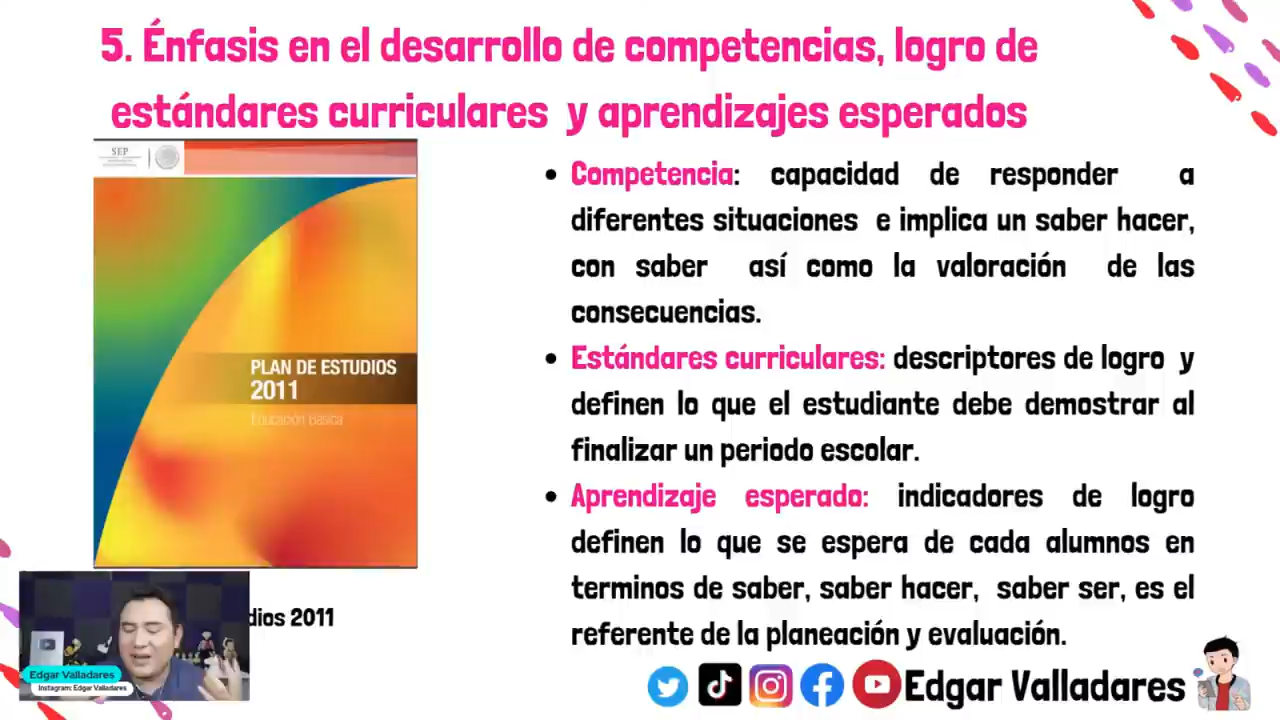 5. Énfasis en el desarrollo de competencias, logro de
estándares curriculares y aprendizajes esperados
SEP
PLAN DE ESTUDIOS
2011
Educación Básica
dios 2011
• Competencia: capacidad de responder a
diferentes situaciones e implica un saber hacer,
con saber así como la valoración de las
consecuencias.
• Estándares curriculares: descriptores de logro y
definen lo que el estudiante debe demostrar al
finalizar un periodo escolar.
• Aprendizaje esperado: indicadores de logro
definen lo que se espera de cada alumnos en
terminos de saber, saber hacer, saber ser, es el
referente de la planeación y evaluación.
Edgar Valladares
Instagram: Edgar Valladares
Edgar Valladares